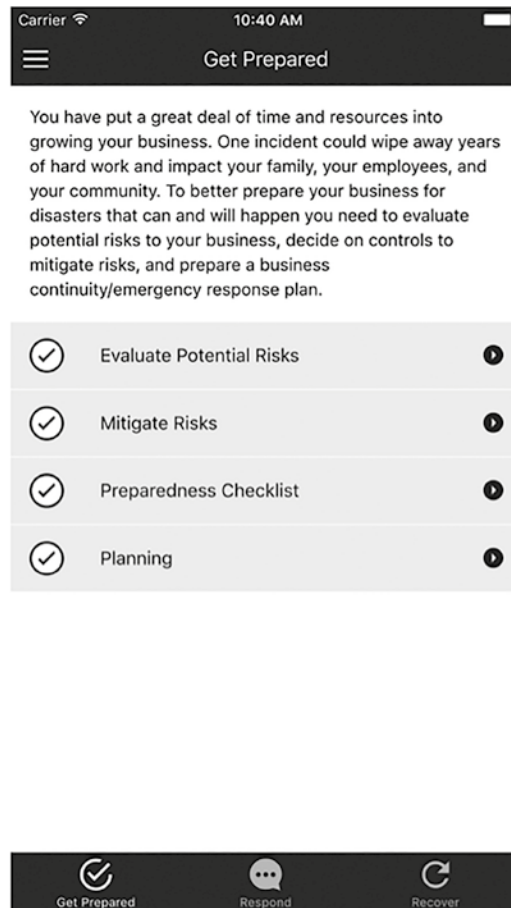 Carrier
10:40 AM
Get Prepared
You have put a great deal of time and resources into
growing your business. One incident could wipe away years
of hard work and impact your family, your employees, and
your community. To better prepare your business for
disasters that can and will happen you need to evaluate
potential risks to your business, decide on controls to
mitigate risks, and prepare a business
continuity/emergency response plan.
Evaluate Potential Risks
Mitigate Risks
Preparedness Checklist
Planning
Get Prepared
Respond
Recover